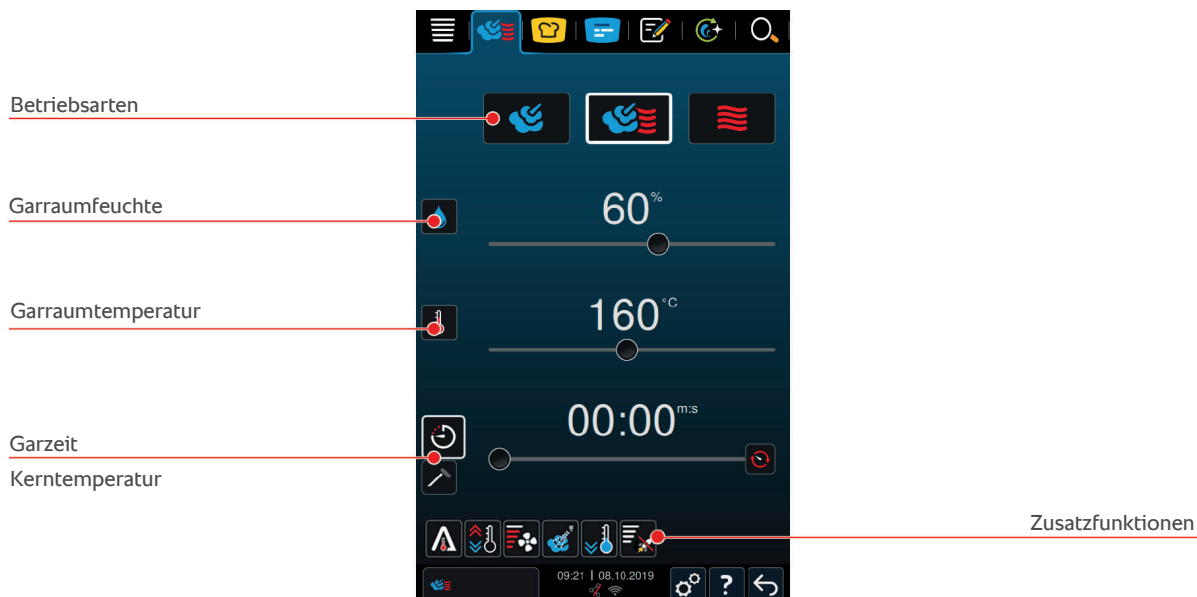 Betriebsarten
60%
Garraumfeuchte
160°C
Garraumtemperatur
00:00 m:s
Garzeit
Kerntemperatur
Zusatzfunktionen
09:21 | 08.10.2019
?